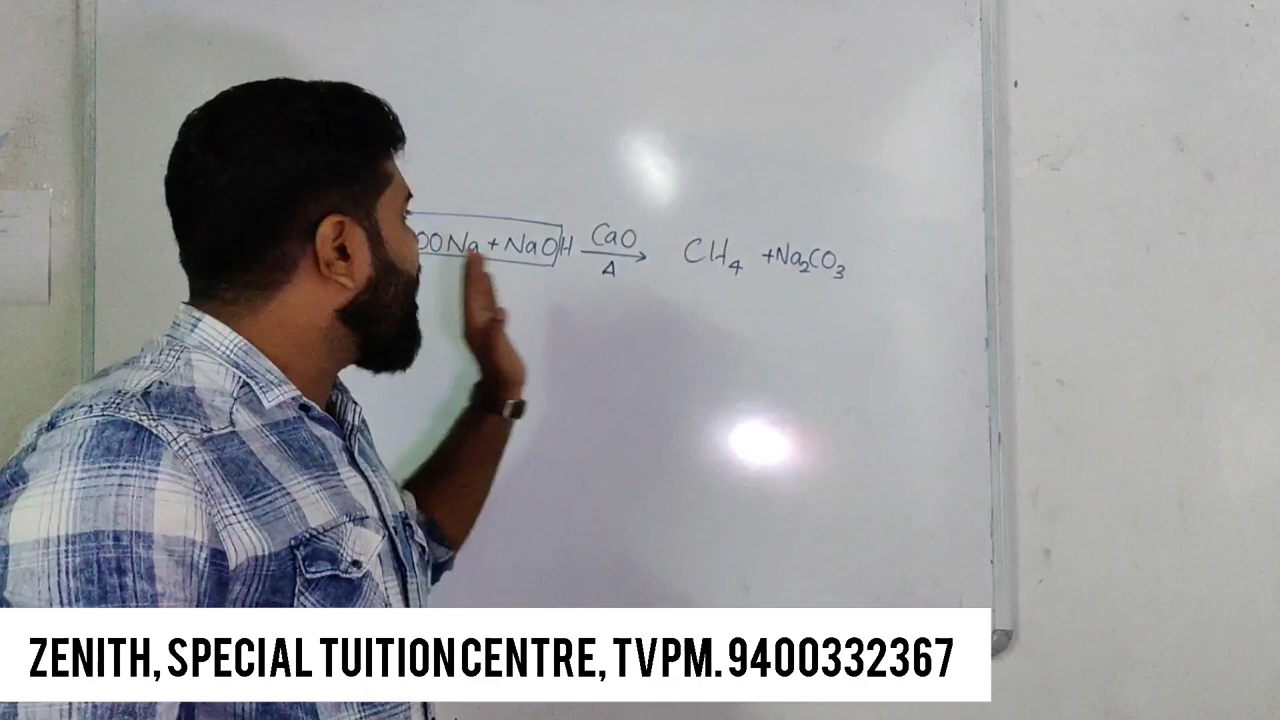 OONa + NaOH CaO Δ → CH4 + Na2CO3
ZENITH, SPECIAL TUITION CENTRE, TVPM. 9400332367